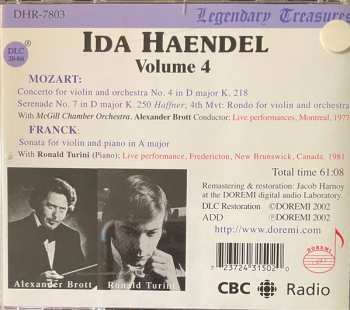 DHR-7803
Legendary Treasures
DLC
IDA HAENDEL
Volume 4
MOZART:
Concerto for violin and orchestra No. 4 in D major K. 218
Serenade No. 7 in D major K. 250 Haffner, 4th Mvt: Rondo for violin and orchestra
With McGill Chamber Orchestra. Alexander Brott Conductor; Live performances, Montreal,
FRANCK:
Sonata for violin and piano in A major
With Ronald Turini (Piano); Live performance, Fredericton, New Brunswick, Canada, 1981
Total time 61:08
Remastering & restoration: Jacob Harnoy
at the DOREMI digital audio Laboratory.
DLC Restoration ©DOREMI 2002
ADD ℗DOREMI 2002
http://www.doremi.com
Alexander Brott
Ronald Turini
7 23724 31502 0
DOREMI
CBC Radio